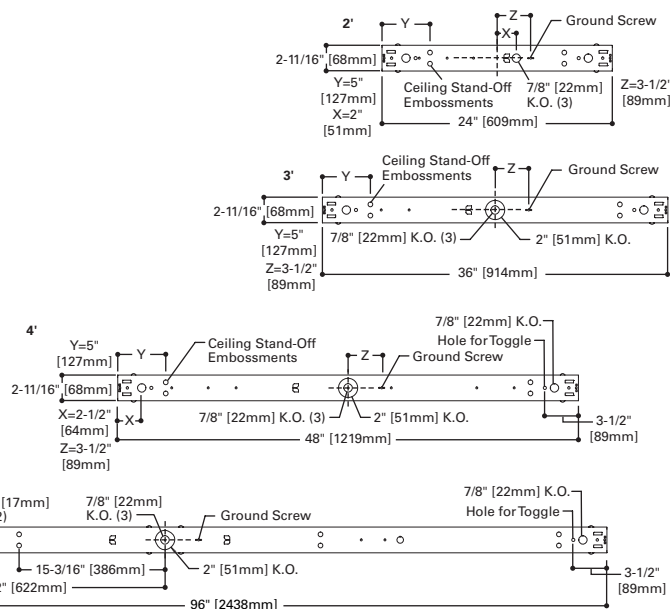 2'
Y
Z
X
Ground Screw
2-11/16" [68mm]
Y=5"
[127mm]
X=2"
[51mm]
Ceiling Stand-Off
Embossments
7/8" [22mm]
K.O. (3)
Z=3-1/2"
[89mm]
24" [609mm]
3'
Y
Ceiling Stand-Off
Embossments
Z
Ground Screw
2-11/16" [68mm]
Y=5"
[127mm]
Z=3-1/2"
[89mm]
7/8" [22mm] K.O. (3)
2" [51mm] K.O.
36" [914mm]
4'
Y=5"
[127mm]
Y
Ceiling Stand-Off
Embossments
Z
Ground Screw
7/8" [22mm] K.O.
Hole for Toggle
2-11/16" [68mm]
X=2-1/2"
[64mm]
Z=3-1/2"
[89mm]
X
7/8" [22mm] K.O. (3)
2" [51mm] K.O.
3-1/2"
[89mm]
48" [1219mm]
[17mm]
7/8" [22mm]
K.O. (3)
Ground Screw
7/8" [22mm] K.O.
Hole for Toggle
15-3/16" [386mm]
2" [51mm] K.O.
2" [622mm]
3-1/2"
[89mm]
96" [2438mm]